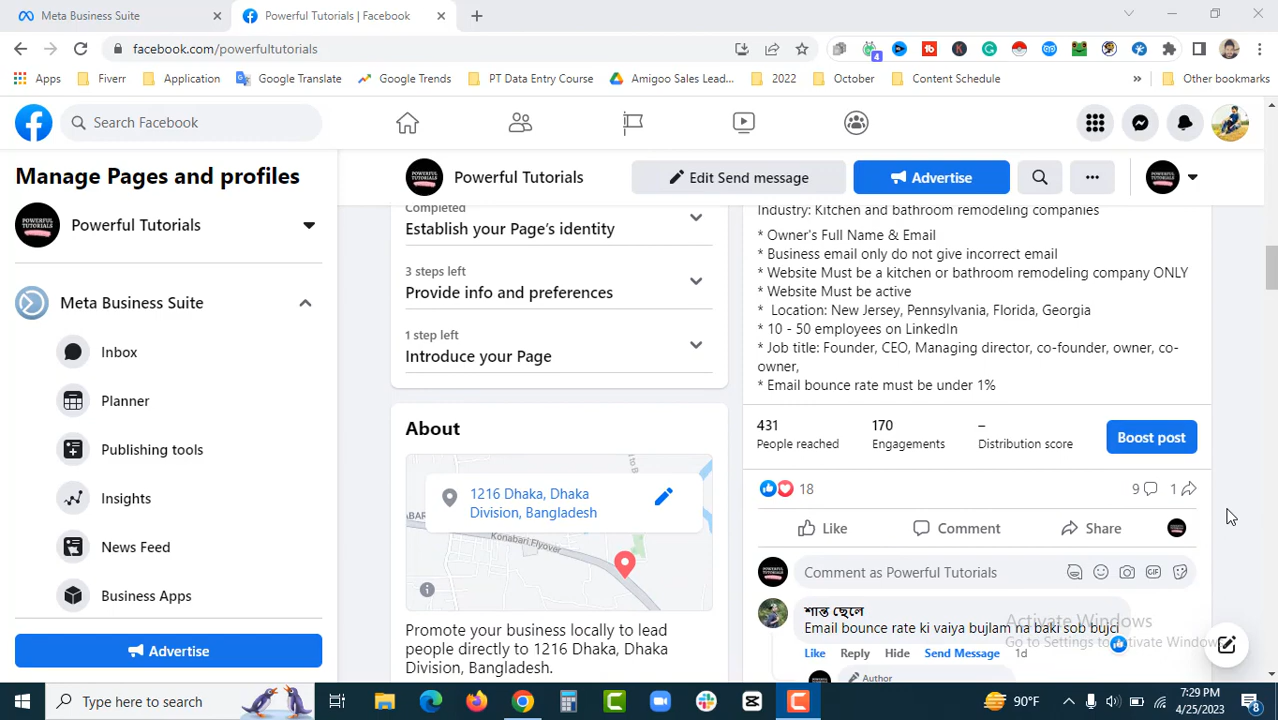 Meta Business Suite
Powerful Tutorials | Facebook
facebook.com/powerfultutorials
4
Apps
Fiverr
Application
Google Translate
Google Trends
PT Data Entry Course
Amigoo Sales Lead...
2022
October
Content Schedule
»
Other bookmarks
Search Facebook
Manage Pages and profiles
Powerful Tutorials
Edit Send message
Advertise
Powerful Tutorials
Meta Business Suite
Inbox
Planner
Publishing tools
Insights
News Feed
Business Apps
Advertise
Completed
Establish your Page's identity
3 steps left
Provide info and preferences
1 step left
Introduce your Page
About
1216 Dhaka, Dhaka
Division, Bangladesh
Konabari Flyover
Promote your business locally to lead
people directly to 1216 Dhaka, Dhaka
Division, Bangladesh.
Industry: Kitchen and bathroom remodeling companies
* Owner's Full Name & Email
* Business email only do not give incorrect email
* Website Must be a kitchen or bathroom remodeling company ONLY
* Website Must be active
* Location: New Jersey, Pennsylvania, Florida, Georgia
* 10 - 50 employees on LinkedIn
* Job title: Founder, CEO, Managing director, co-founder, owner, co-
owner,
* Email bounce rate must be under 1%
431
People reached
170
Engagements
–
Distribution score
Boost post
18
9
1
Like
Comment
Share
Comment as Powerful Tutorials
GIF
শান্ত ছেলে
Email bounce rate ki vaiya bujlam na baki sob bujci
Like
Reply
Hide
Send Message
1d
Author
Activate Windows
Go to Settings to activate Windows
Type here to search
90°F
7:29 PM
4/25/2023
8